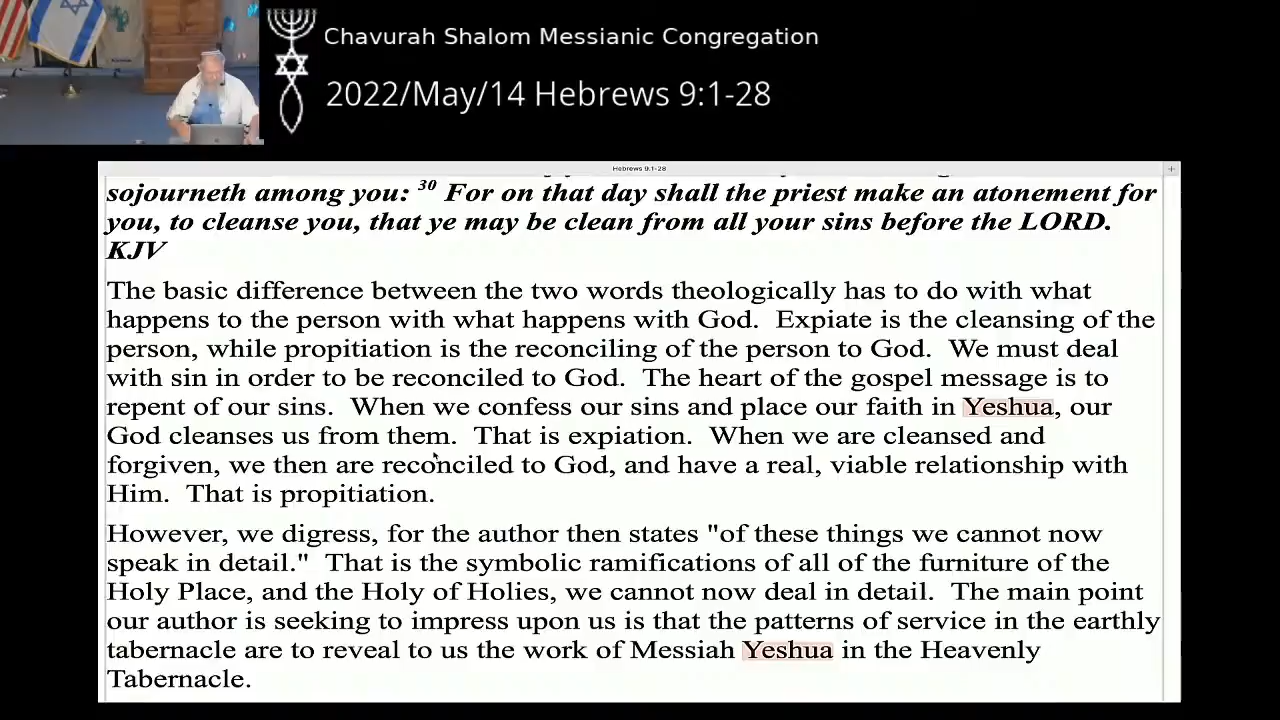 Chavurah Shalom Messianic Congregation
2022/May/14 Hebrews 9:1-28
Hebrews 9.1-28
sojourneth among you: 30 For on that day shall the priest make an atonement for
you, to cleanse you, that ye may be clean from all your sins before the LORD.
KJV
The basic difference between the two words theologically has to do with what
happens to the person with what happens with God. Expiate is the cleansing of the
person, while propitiation is the reconciling of the person to God. We must deal
with sin in order to be reconciled to God. The heart of the gospel message is to
repent of our sins. When we confess our sins and place our faith in Yeshua, our
God cleanses us from them. That is expiation. When we are cleansed and
forgiven, we then are reconciled to God, and have a real, viable relationship with
Him. That is propitiation.
However, we digress, for the author then states "of these things we cannot now
speak in detail." That is the symbolic ramifications of all of the furniture of the
Holy Place, and the Holy of Holies, we cannot now deal in detail. The main point
our author is seeking to impress upon us is that the patterns of service in the earthly
tabernacle are to reveal to us the work of Messiah Yeshua in the Heavenly
Tabernacle.